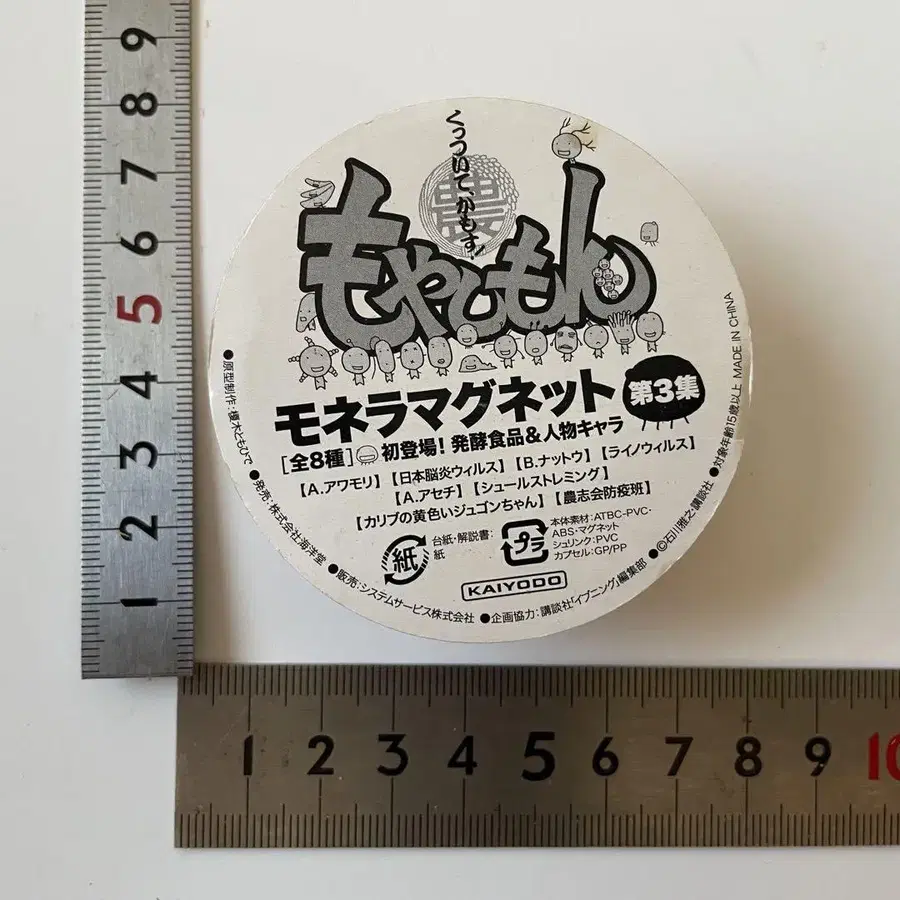 くっついて、かもす!
農
もやしもん
モネラマグネット 第3集
[全8種] 初登場!発酵食品&人物キャラ
【A.アワモリ】【日本脳炎ウィルス】【B.ナットウ】【ライノウィルス】
【A.アセチ】【シュールストレミング】
【カリブの黄色いジュゴンちゃん】【農志会防疫班】
紙 台紙・解説書:
紙
プラ 本体素材:ATBC-PVC・
ABS・マグネット
シュリンク:PVC
カプセル:GP/PP
KAIYODO
●原型制作:榎木ともひで
●発売:株式会社海洋堂
●販売:システムサービス株式会社
●企画協力:講談社「イブニング」編集部
●©石川雅之・講談社
●対象年齢15歳以上 MADE IN CHINA
9
8
7
6
5
4
3
2
1
1 2 3 4 5 6 7 8 9 10